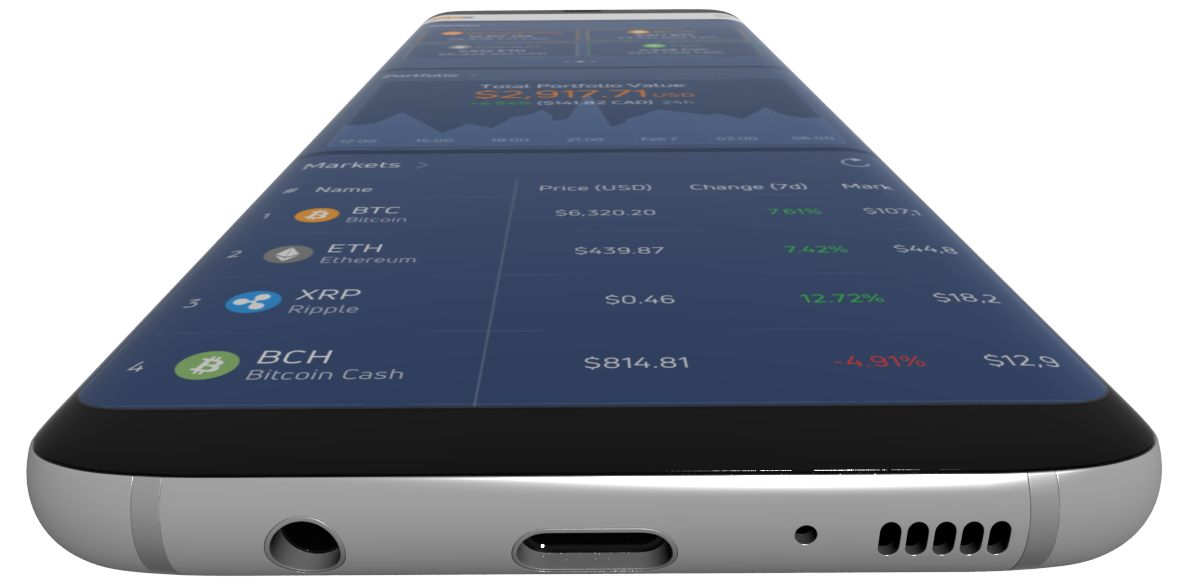 Portfolio >
Total Portfolio Value
$2,917.71 USD
+4.94% ($141.82 CAD) 24h
12:00 15:00 18:00 21:00 Feb 7 03:00 06:00
Markets >
# Name Price (USD) Change (7d) Mark
1 BTC $6,320.20 7.61% $107,1
Bitcoin
2 ETH $439.87 7.42% $44,8
Ethereum
3 XRP $0.46 12.72% $18,2
Ripple
4 BCH $814.81 -4.91% $12,9
Bitcoin Cash